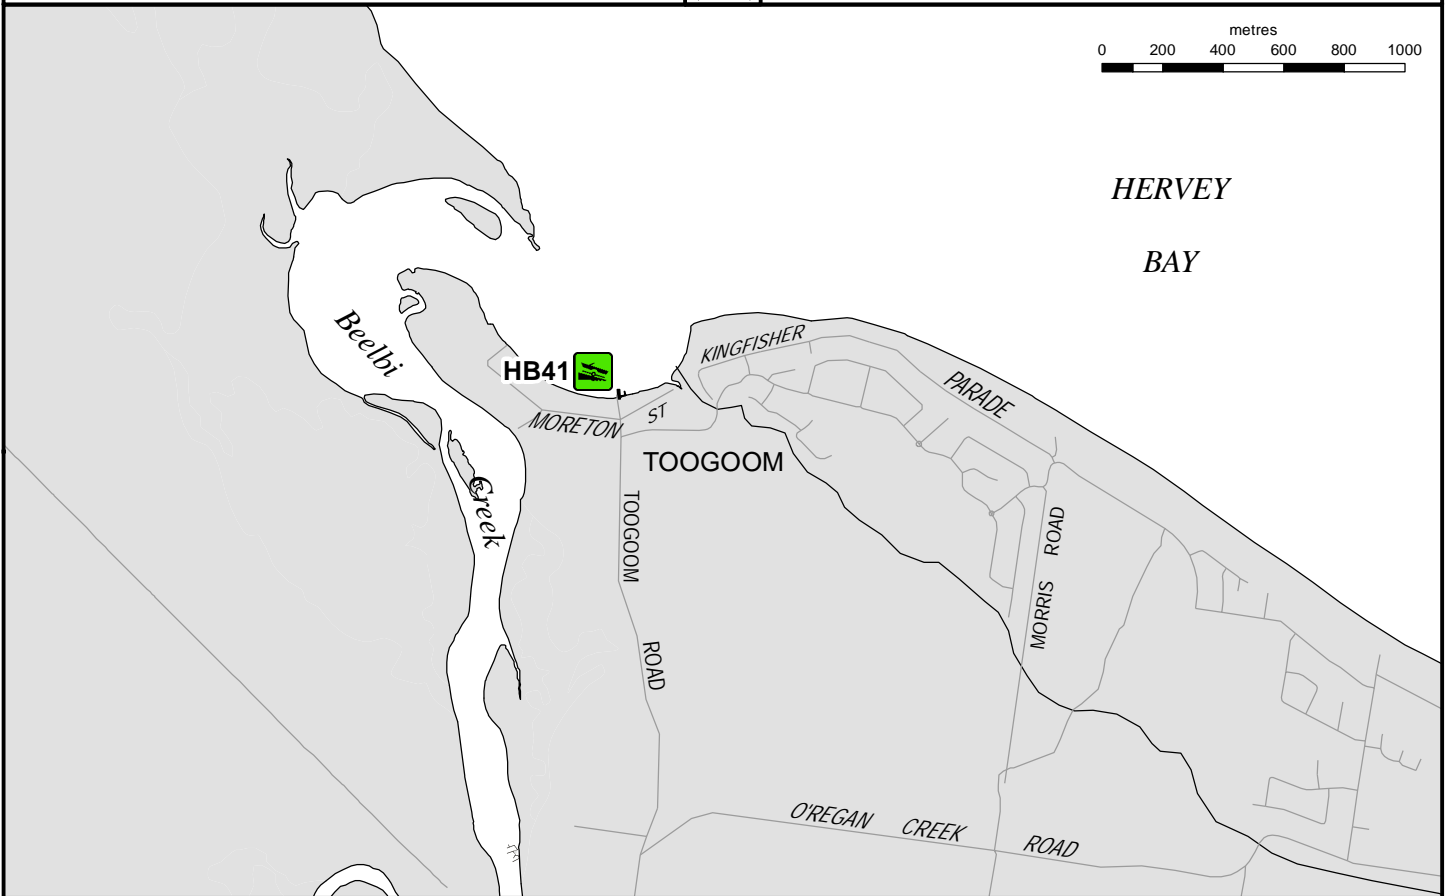 metres
0 200 400 600 800 1000
HERVEY
BAY
Beelbi
Creek
HB41
KINGFISHER
PARADE
MORETON ST
TOOGOOM
TOOGOOM
ROAD
MORRIS ROAD
O'REGAN CREEK ROAD